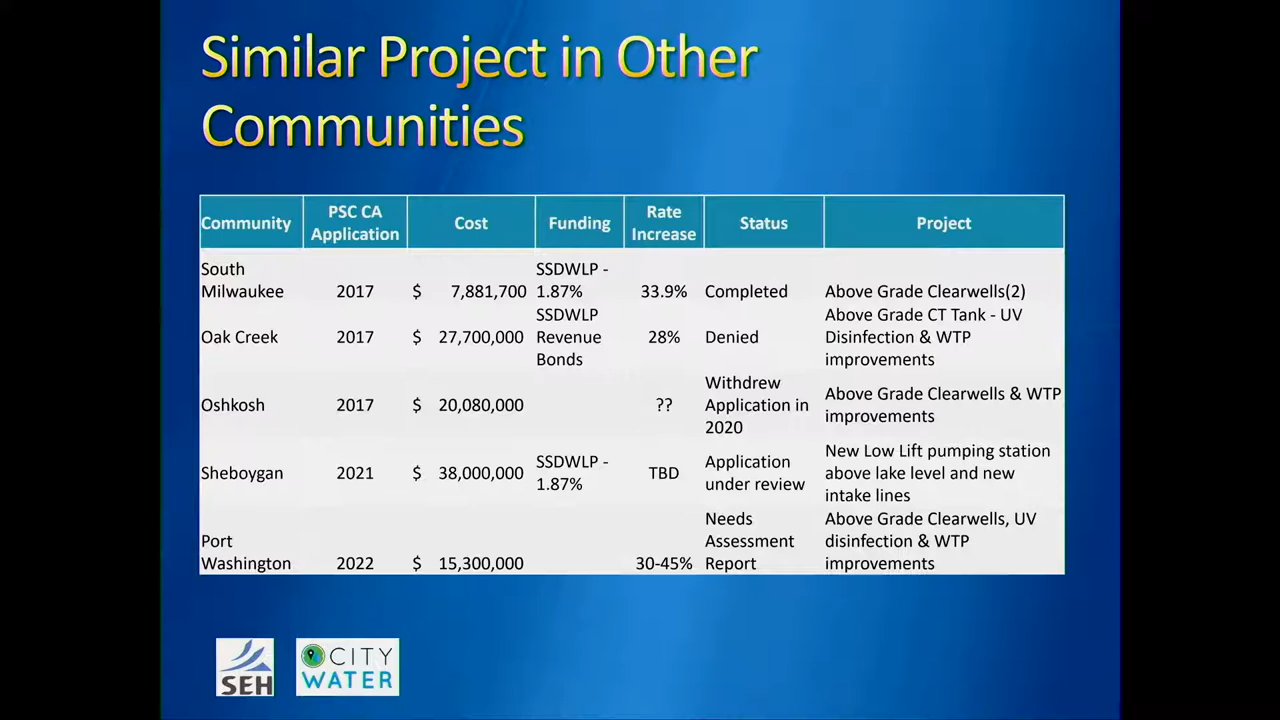 Similar Project in Other
Communities
Community
PSC CA
Application
Cost
Funding
Rate
Increase
Status
Project
South
Milwaukee
2017
$ 7,881,700
SSDWLP -
1.87%
33.9%
Completed
Above Grade Clearwells(2)
Oak Creek
2017
$ 27,700,000
SSDWLP
Revenue
Bonds
28%
Denied
Above Grade CT Tank - UV
Disinfection & WTP
improvements
Oshkosh
2017
$ 20,080,000
??
Withdrew
Application in
2020
Above Grade Clearwells & WTP
improvements
Sheboygan
2021
$ 38,000,000
SSDWLP -
1.87%
TBD
Application
under review
New Low Lift pumping station
above lake level and new
intake lines
Port
Washington
2022
$ 15,300,000
30-45%
Needs
Assessment
Report
Above Grade Clearwells, UV
disinfection & WTP
improvements
SEH
CITY
WATER